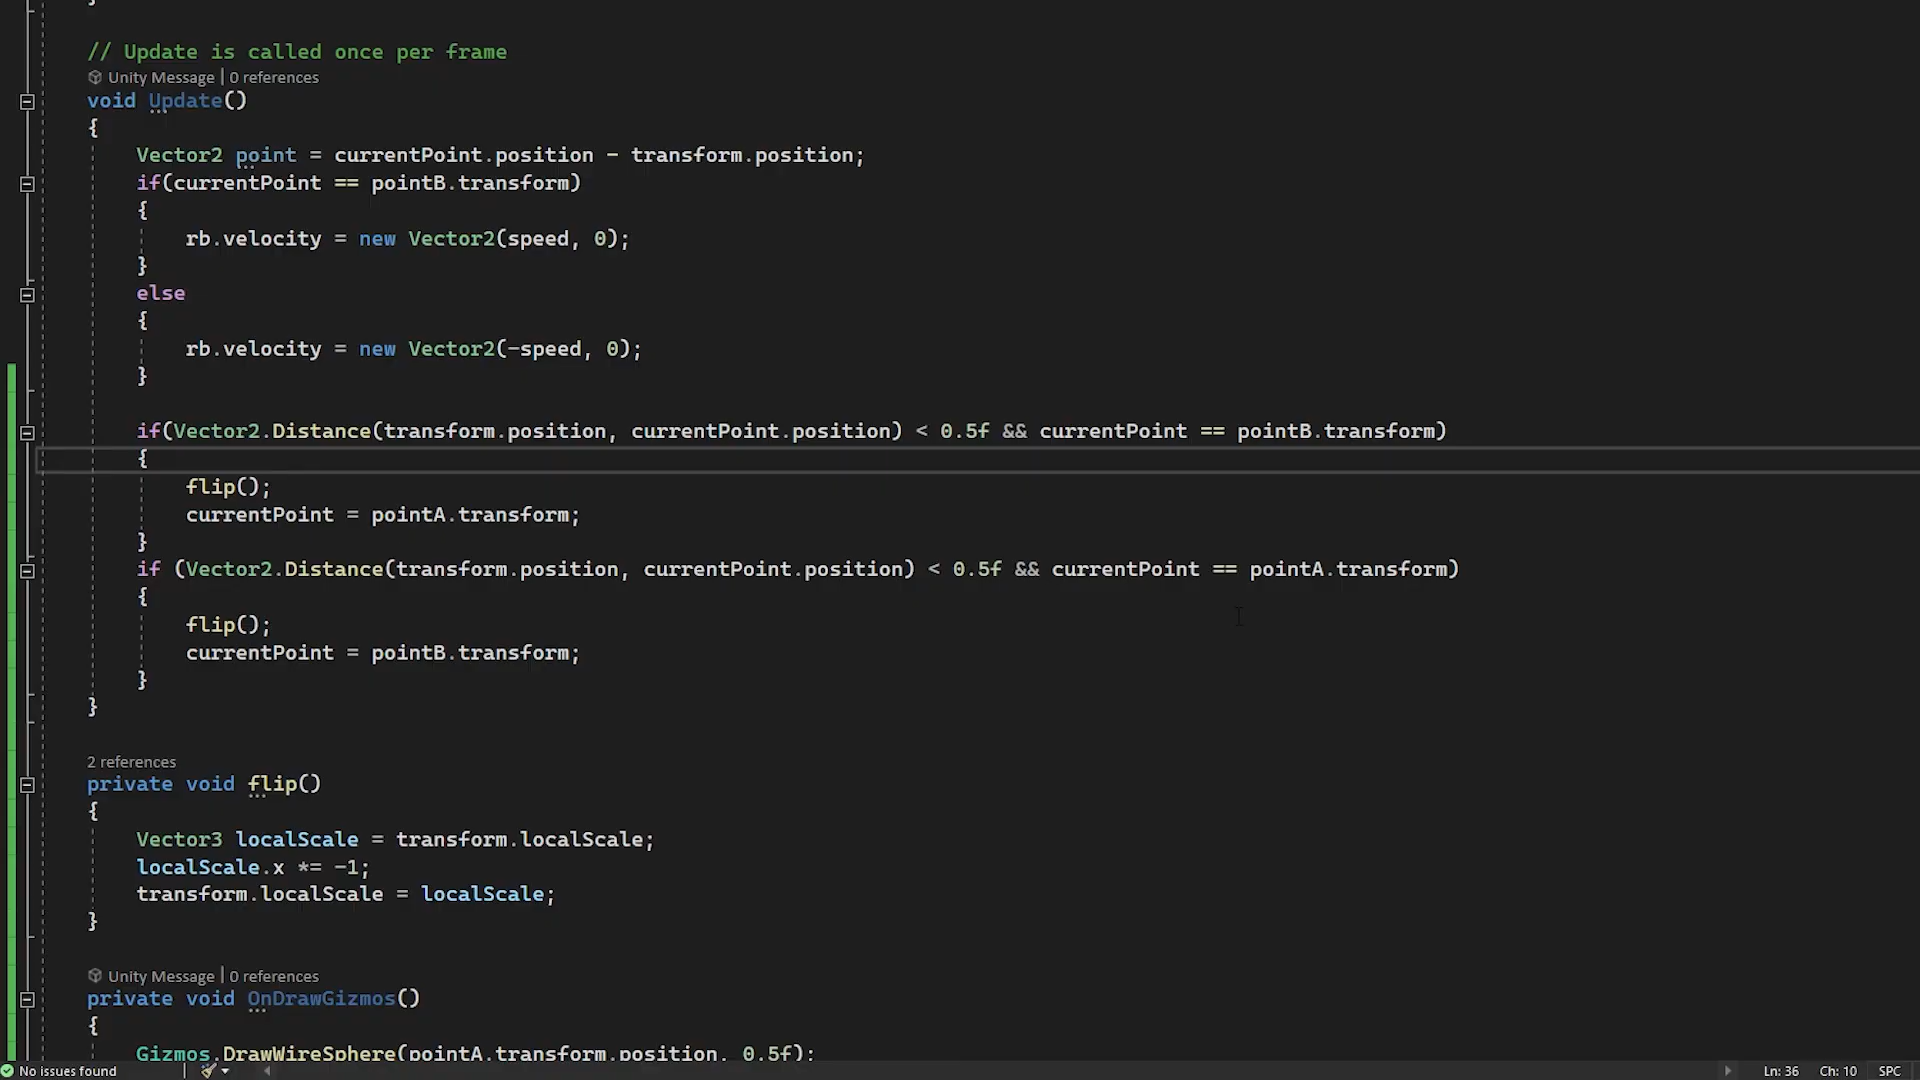 }
// Update is called once per frame
Unity Message | 0 references
void Update()
{
Vector2 point = currentPoint.position - transform.position;
if(currentPoint == pointB.transform)
{
rb.velocity = new Vector2(speed, 0);
}
else
{
rb.velocity = new Vector2(-speed, 0);
}
if(Vector2.Distance(transform.position, currentPoint.position) < 0.5f && currentPoint == pointB.transform)
{
flip();
currentPoint = pointA.transform;
}
if (Vector2.Distance(transform.position, currentPoint.position) < 0.5f && currentPoint == pointA.transform)
{
flip();
currentPoint = pointB.transform;
}
}
2 references
private void flip()
{
Vector3 localScale = transform.localScale;
localScale.x *= -1;
transform.localScale = localScale;
}
Unity Message | 0 references
private void OnDrawGizmos()
{
Gizmos.DrawWireSphere(pointA.transform.position, 0.5f);
No issues found Ln: 36 Ch: 10 SPC